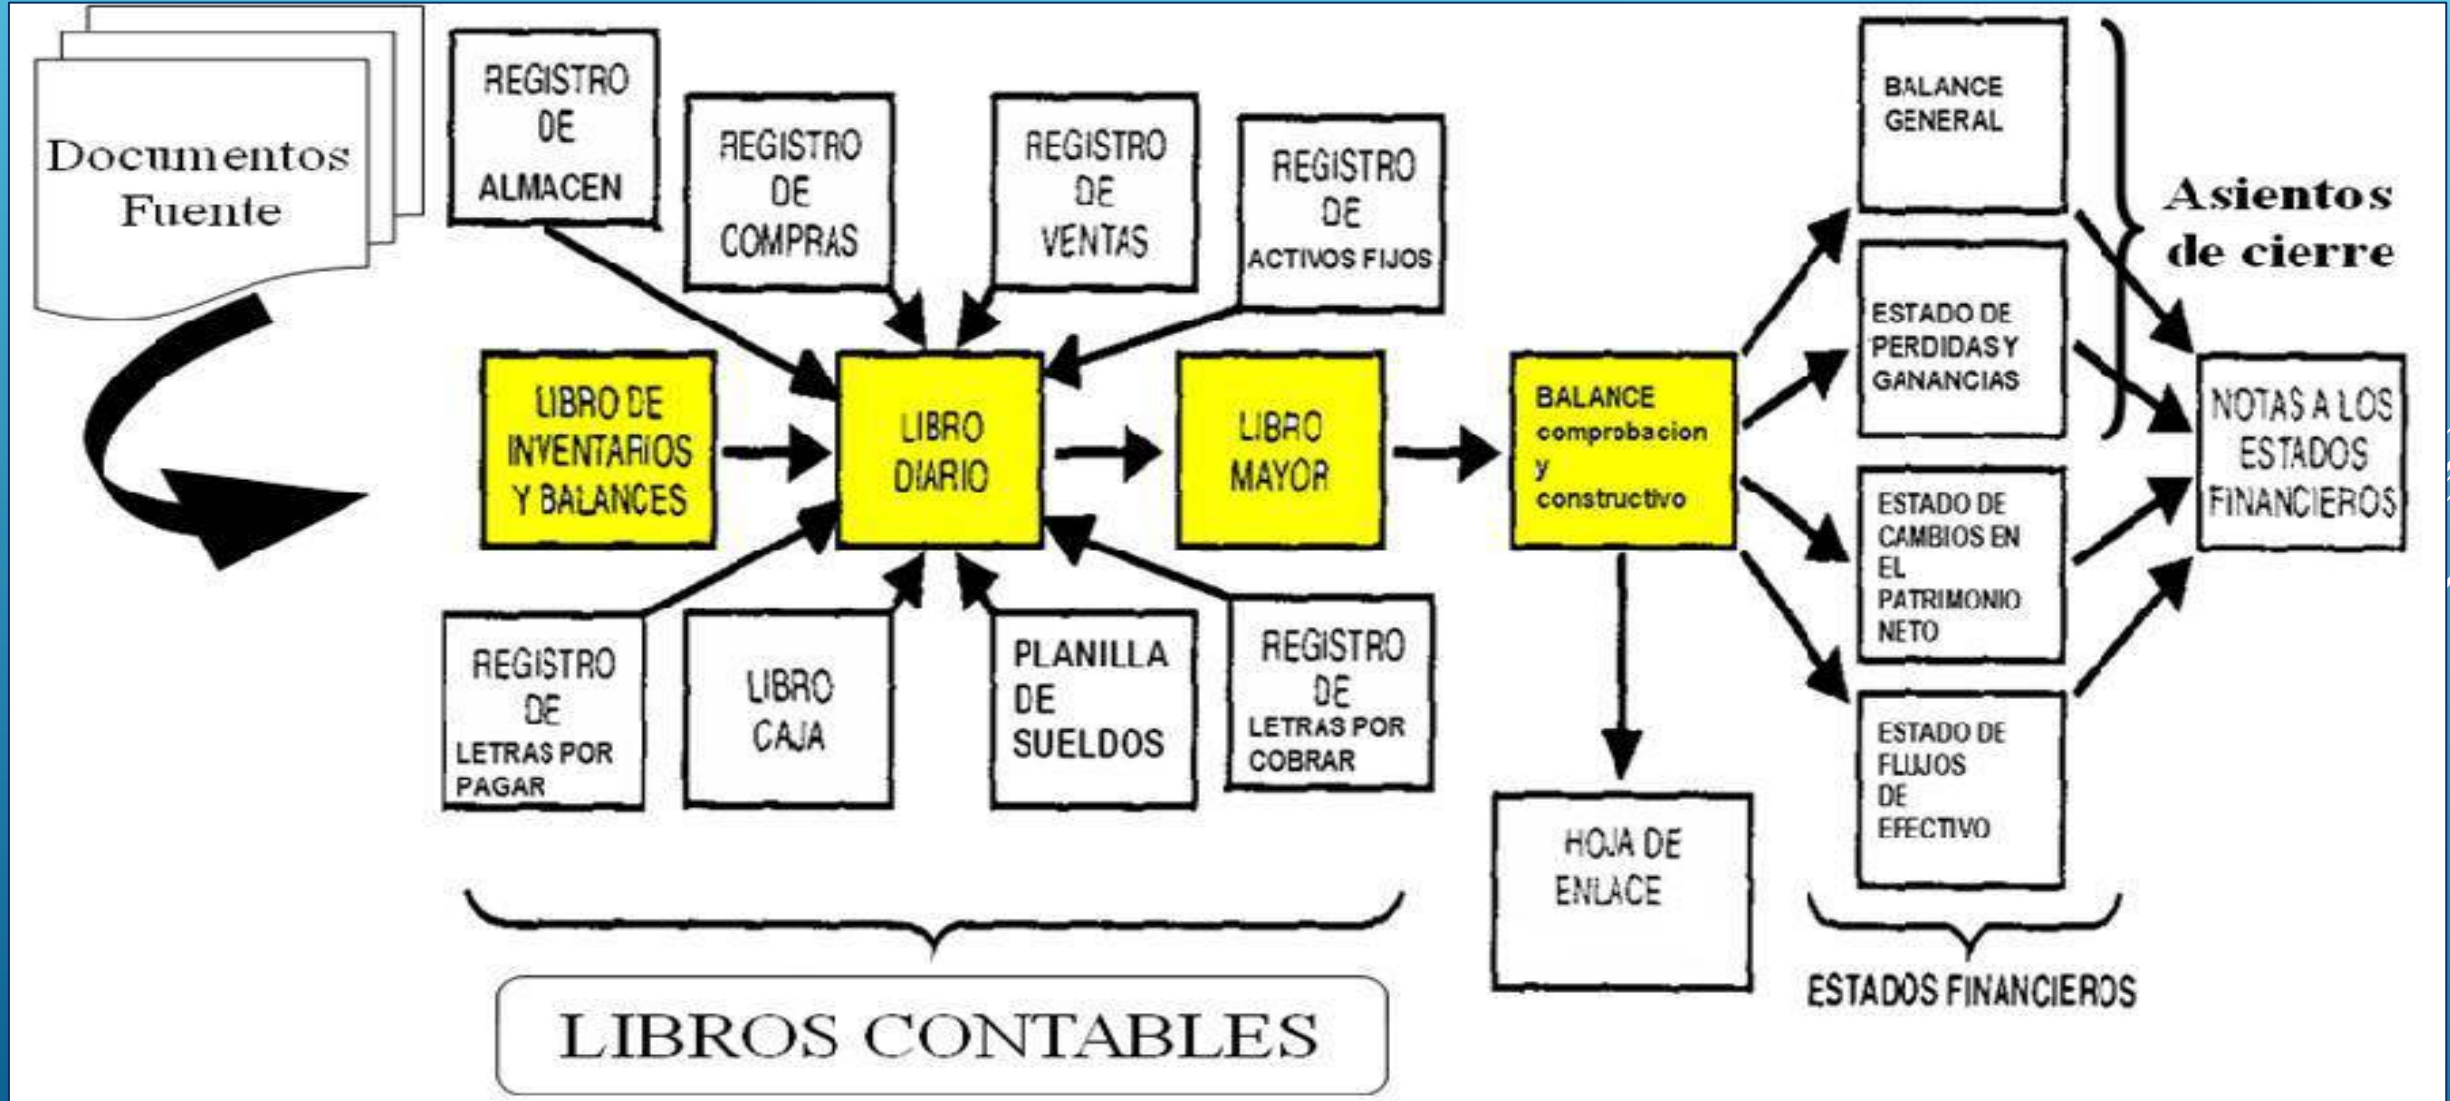 Documentos
Fuente
REGISTRO
DE
ALMACEN
REGISTRO
DE
COMPRAS
REGISTRO
DE
VENTAS
REGISTRO
DE
ACTIVOS FIJOS
LIBRO DE
INVENTARIOS
Y BALANCES
LIBRO
DIARIO
LIBRO
MAYOR
BALANCE
comprobacion
y
constructivo
REGISTRO
DE
LETRAS POR
PAGAR
LIBRO
CAJA
PLANILLA
DE
SUELDOS
REGISTRO
DE
LETRAS POR
COBRAR
HOJA DE
ENLACE
BALANCE
GENERAL
ESTADO DE
PERDIDAS Y
GANANCIAS
ESTADO DE
CAMBIOS EN
EL
PATRIMONIO
NETO
ESTADO DE
FLUJOS
DE
EFECTIVO
Asientos
de cierre
NOTAS A LOS
ESTADOS
FINANCIEROS
LIBROS CONTABLES
ESTADOS FINANCIEROS